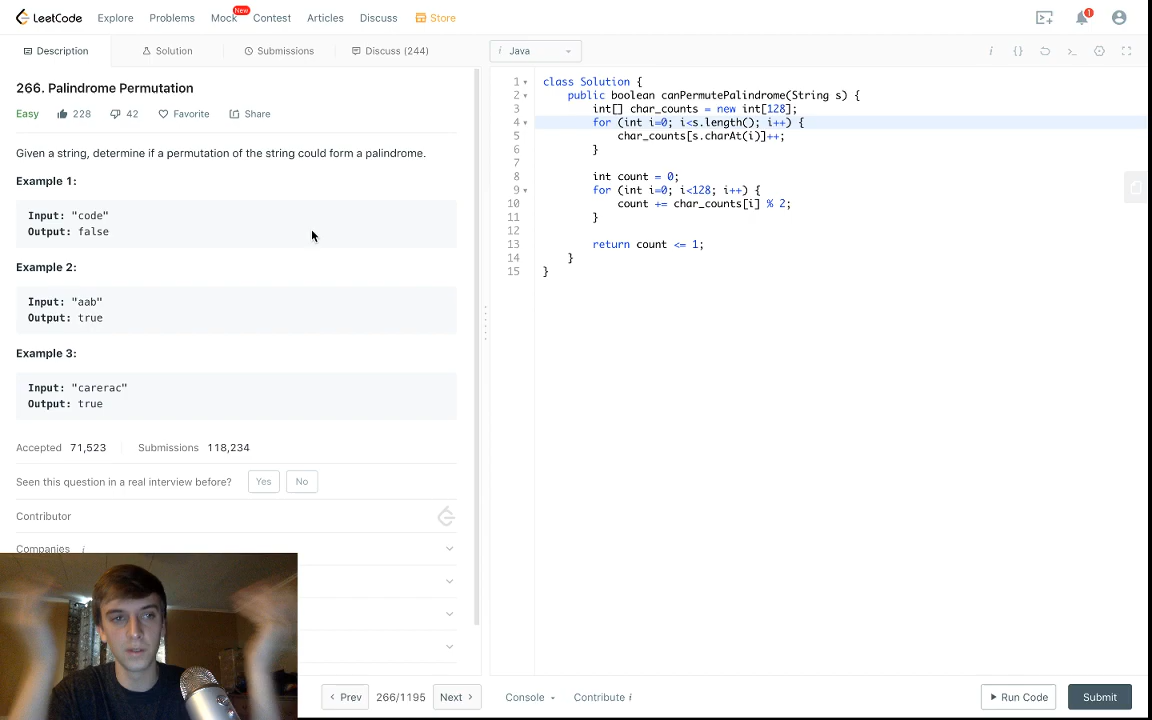 LeetCode
Explore
Problems
Mock
New
Contest
Articles
Discuss
Store
1
Description
Solution
Submissions
Discuss (244)
i Java
266. Palindrome Permutation
Easy 228 42 Favorite Share
Given a string, determine if a permutation of the string could form a palindrome.
Example 1:
Input: "code"
Output: false
Example 2:
Input: "aab"
Output: true
Example 3:
Input: "carerac"
Output: true
Accepted 71,523 Submissions 118,234
Seen this question in a real interview before? Yes No
Contributor
Companies i
Prev 266/1195 Next
i {} >_
1 class Solution {
2 public boolean canPermutePalindrome(String s) {
3 int[] char_counts = new int[128];
4 for (int i=0; i<s.length(); i++) {
5 char_counts[s.charAt(i)]++;
6 }
7
8 int count = 0;
9 for (int i=0; i<128; i++) {
10 count += char_counts[i] % 2;
11 }
12
13 return count <= 1;
14 }
15 }
Console Contribute i Run Code Submit